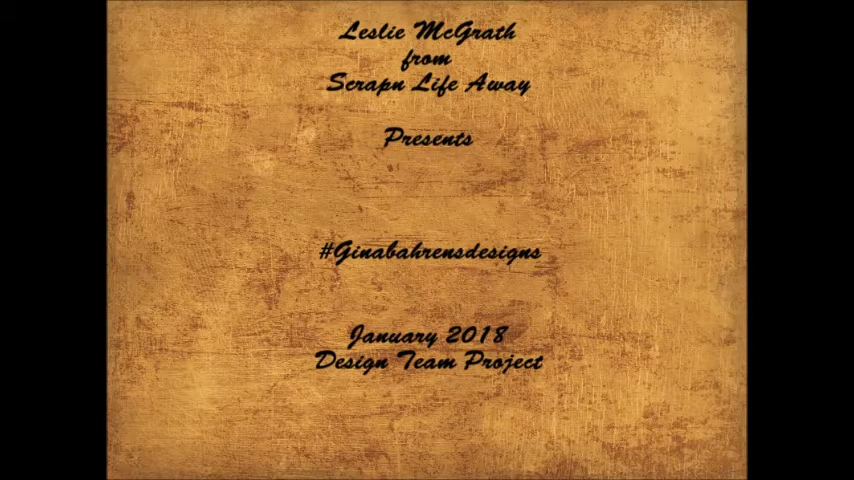 Leslie McGrath
from
Scrapn Life Away
Presents
#Ginabahrensdesigns
January 2018
Design Team Project